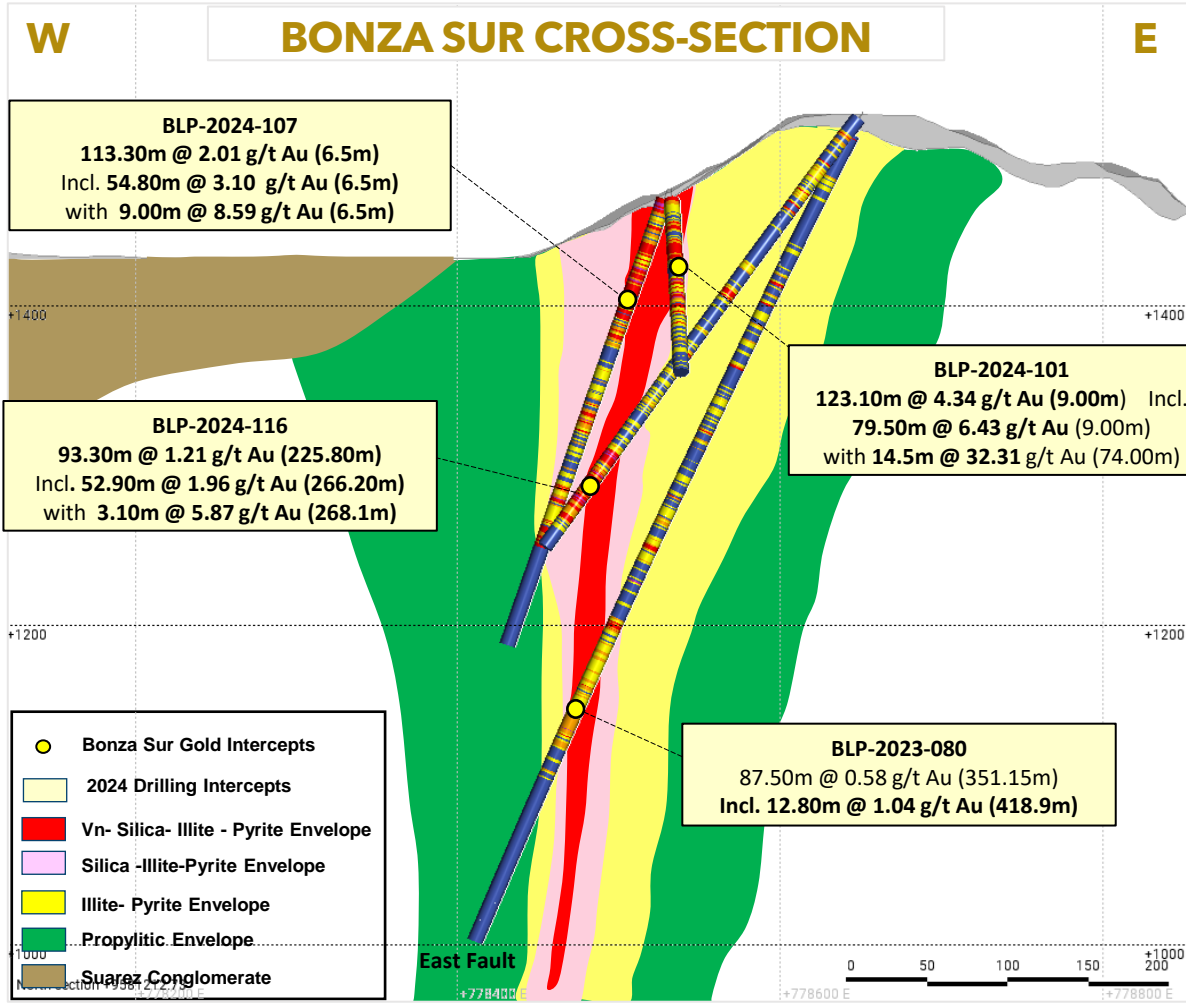 W
BONZA SUR CROSS-SECTION
E
BLP-2024-107
113.30m @ 2.01 g/t Au (6.5m)
Incl. 54.80m @ 3.10 g/t Au (6.5m)
with 9.00m @ 8.59 g/t Au (6.5m)
+1400
+1400
BLP-2024-101
123.10m @ 4.34 g/t Au (9.00m) Incl.
79.50m @ 6.43 g/t Au (9.00m)
with 14.5m @ 32.31 g/t Au (74.00m)
BLP-2024-116
93.30m @ 1.21 g/t Au (225.80m)
Incl. 52.90m @ 1.96 g/t Au (266.20m)
with 3.10m @ 5.87 g/t Au (268.1m)
+1200
+1200
BLP-2023-080
87.50m @ 0.58 g/t Au (351.15m)
Incl. 12.80m @ 1.04 g/t Au (418.9m)
Bonza Sur Gold Intercepts
2024 Drilling Intercepts
Vn- Silica- Illite - Pyrite Envelope
Silica -Illite-Pyrite Envelope
Illite- Pyrite Envelope
Propylitic Envelope
Suarez Conglomerate
+1000
+1000
East Fault
0 50 100 150 200
+778200 E
+778400 E
+778600 E
+778800 E